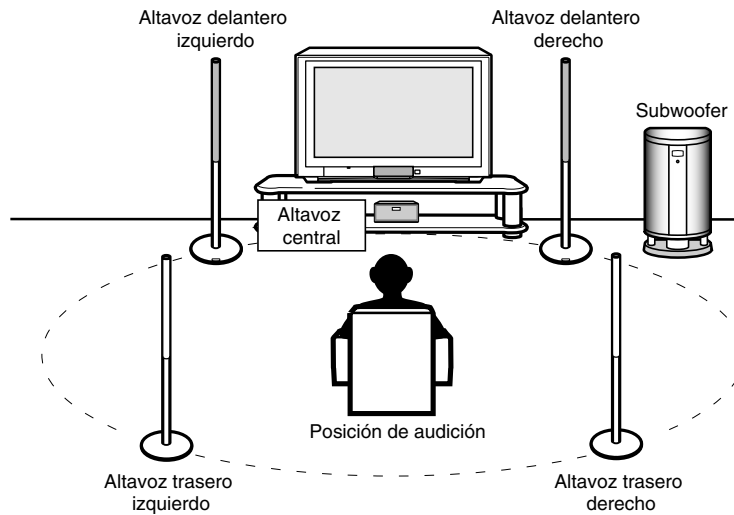 Altavoz delantero
izquierdo
Altavoz delantero
derecho
Subwoofer
Altavoz
central
Posición de audición
Altavoz trasero
izquierdo
Altavoz trasero
derecho